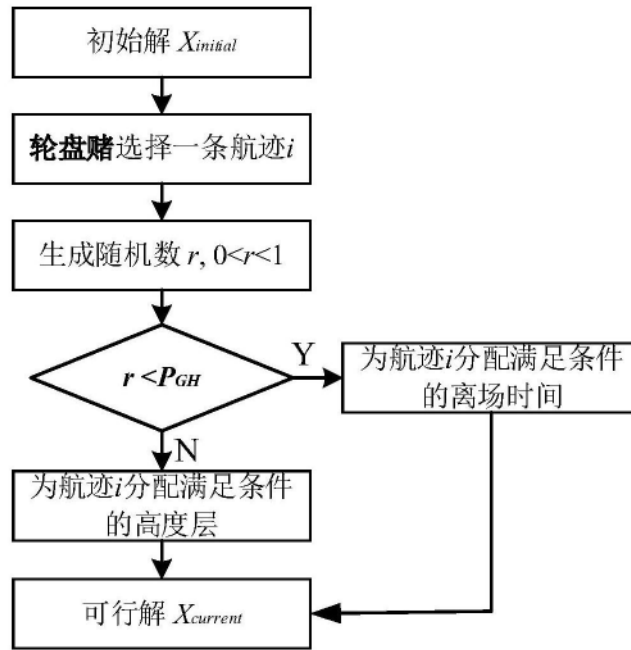 初始解 Xinitial
轮盘赌选择一条航迹i
生成随机数 r, 0<r<1
r <PGH
Y
为航迹i分配满足条件
的离场时间
N
为航迹i分配满足条件
的高度层
可行解 Xcurrent